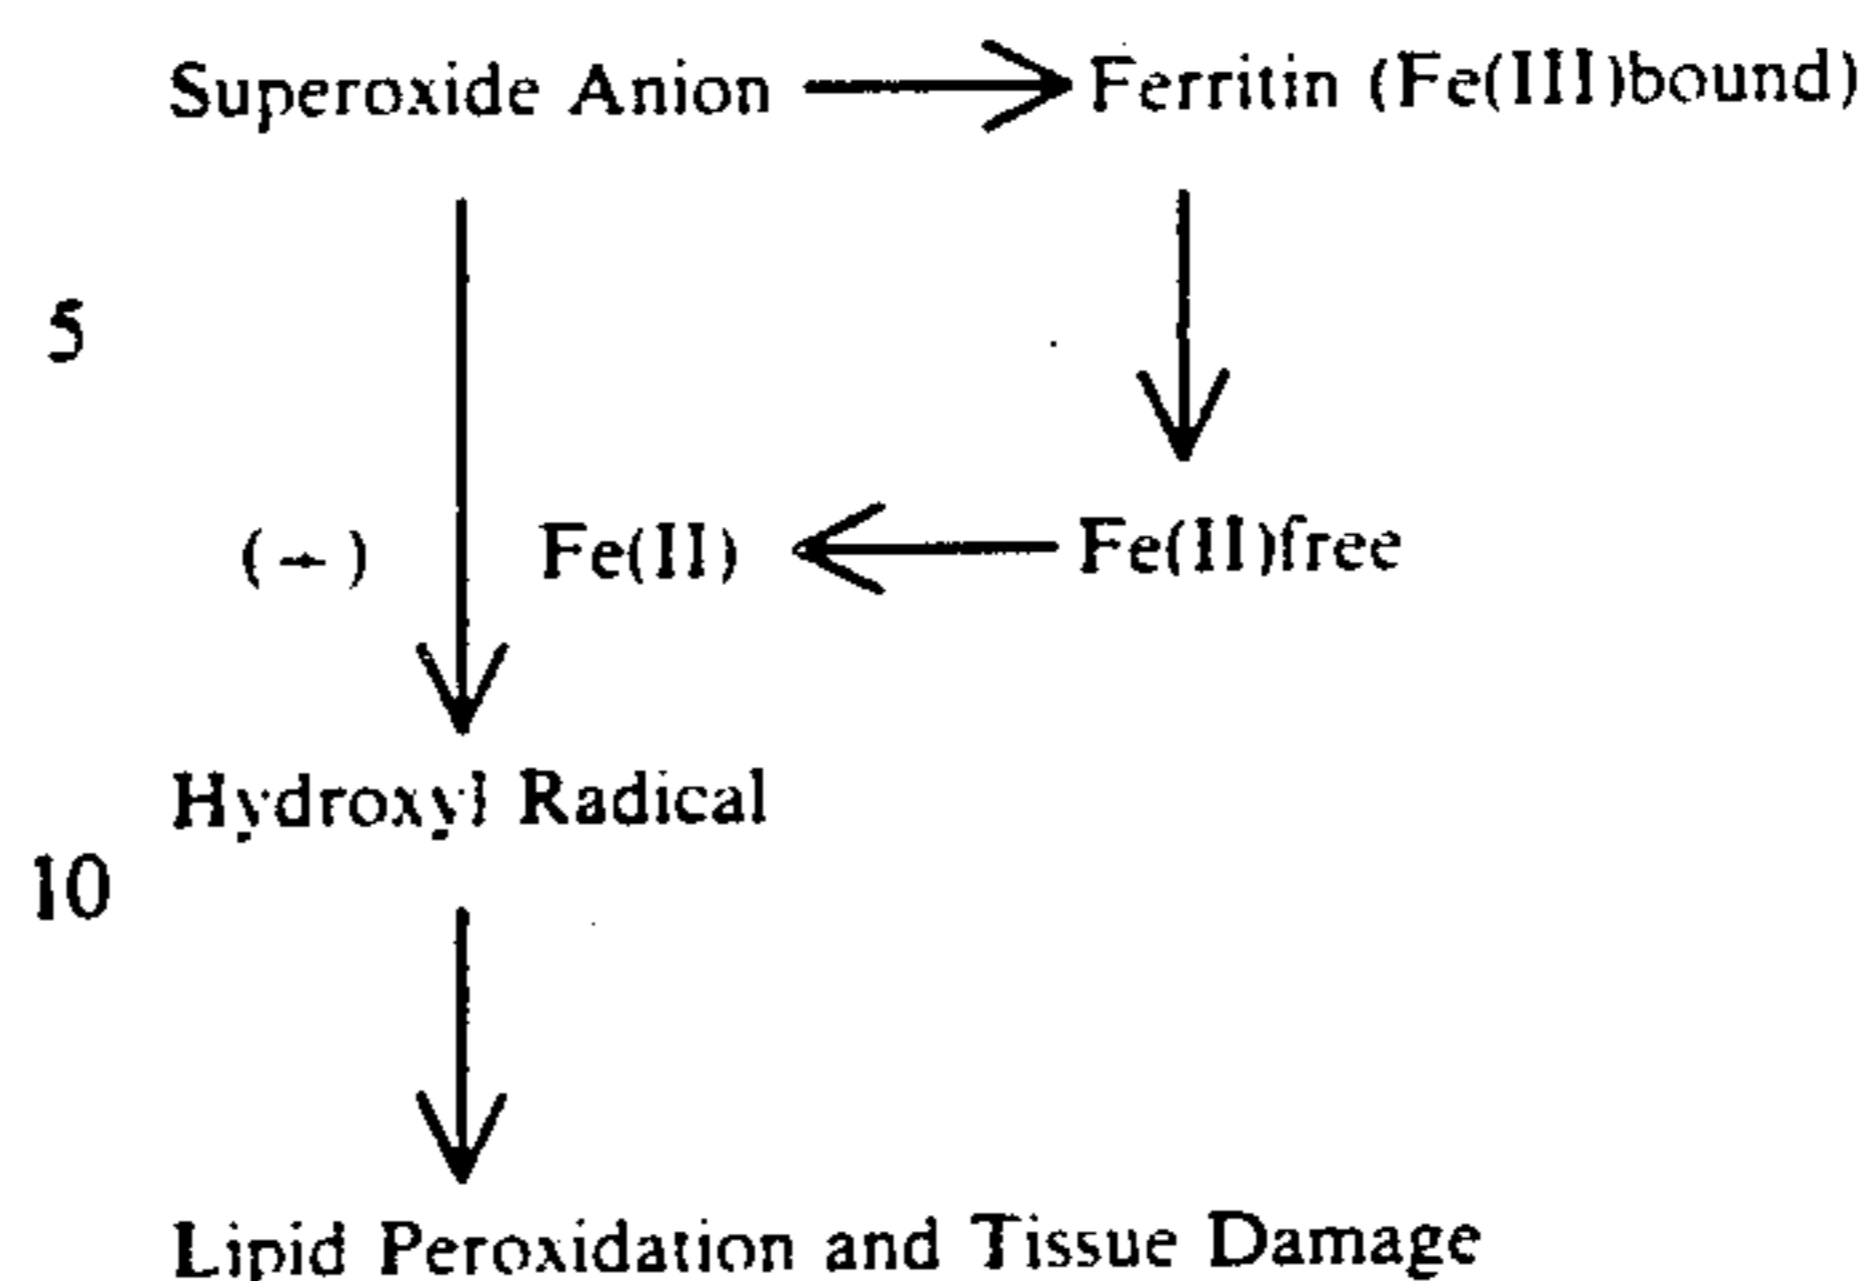 Superoxide Anion Ferritin (Fe(III)bound)
5
(+) Fe(II) Fe(II)free
Hydroxyl Radical
10
Lipid Peroxidation and Tissue Damage